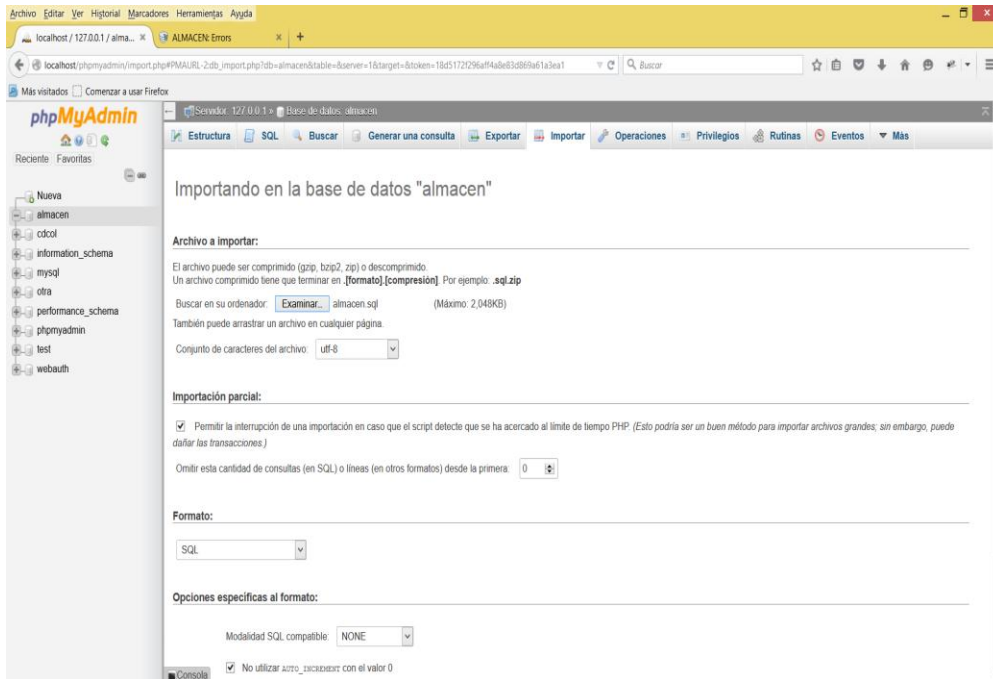 Archivo Editar Ver Historial Marcadores Herramientas Ayuda
localhost / 127.0.0.1 / alma... × ALMACEN: Errors × +
localhost/phpmyadmin/import.php#PMAURL-2:db_import.php?db=almacen&table=&server=1&target=&token=18d5172f296aff4a8e83d869a61a3ea1 Buscar
Más visitados Comenzar a usar Firefox
phpMyAdmin
Reciente Favoritas
Nueva
almacen
cdcol
information_schema
mysql
otra
performance_schema
phpmyadmin
test
webauth
Servidor: 127.0.0.1 » Base de datos: almacen
Estructura SQL Buscar Generar una consulta Exportar Importar Operaciones Privilegios Rutinas Eventos Más
Importando en la base de datos "almacen"
Archivo a importar:
El archivo puede ser comprimido (gzip, bzip2, zip) o descomprimido.
Un archivo comprimido tiene que terminar en .[formato].[compresión]. Por ejemplo: .sql.zip
Buscar en su ordenador: Examinar... almacen.sql (Máximo: 2,048KB)
También puede arrastrar un archivo en cualquier página.
Conjunto de caracteres del archivo: utf-8
Importación parcial:
Permitir la interrupción de una importación en caso que el script detecte que se ha acercado al límite de tiempo PHP. (Esto podría ser un buen método para importar archivos grandes; sin embargo, puede
dañar las transacciones.)
Omitir esta cantidad de consultas (en SQL) o líneas (en otros formatos) desde la primera: 0
Formato:
SQL
Opciones específicas al formato:
Modalidad SQL compatible: NONE
No utilizar AUTO_INCREMENT con el valor 0
Consola